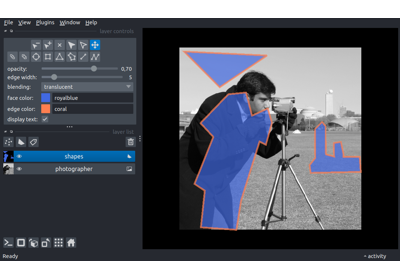 File View Plugins Window Help
layer controls
opacity: 0,70
edge width: 5
blending: translucent
face color: royalblue
edge color: coral
display text: ✓
layer list
shapes
photographer
Ready activity